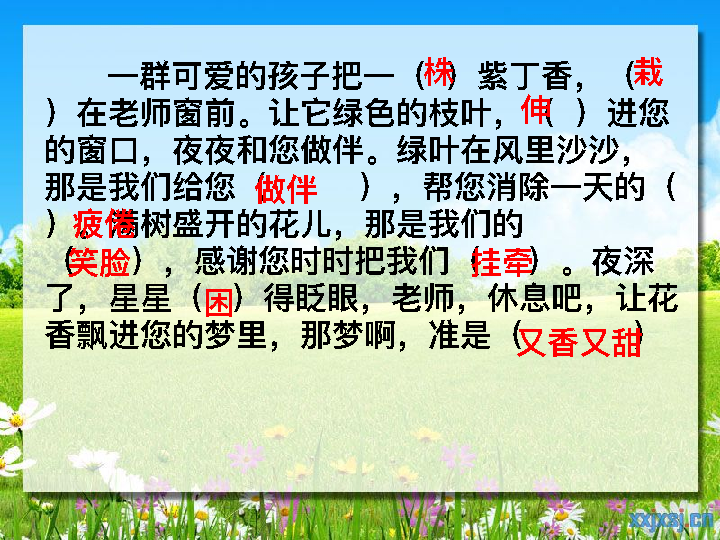 一群可爱的孩子把一（株）紫丁香，（栽
）在老师窗前。让它绿色的枝叶，（伸）进您
的窗口，夜夜和您做伴。绿叶在风里沙沙，
那是我们给您（做伴），帮您消除一天的（
）疲倦。满树盛开的花儿，那是我们的
（笑脸），感谢您时时把我们（挂牵）。夜深
了，星星（困）得眨眼，老师，休息吧，让花
香飘进您的梦里，那梦啊，准是（又香又甜）
xxjxsj.cn